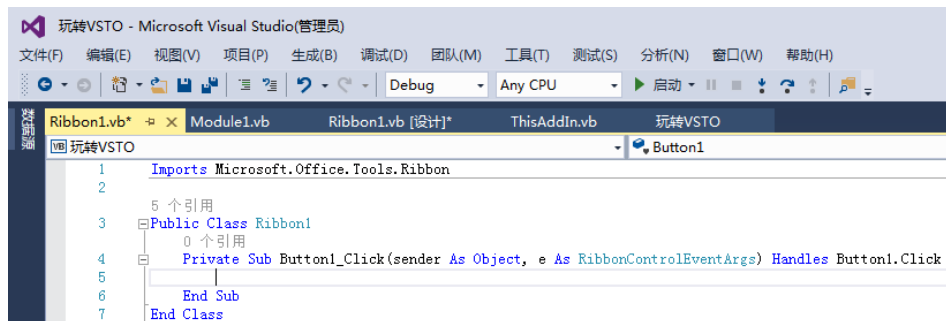 玩转VSTO - Microsoft Visual Studio(管理员)
文件(F) 编辑(E) 视图(V) 项目(P) 生成(B) 调试(D) 团队(M) 工具(T) 测试(S) 分析(N) 窗口(W) 帮助(H)
Debug Any CPU 启动
数据源
Ribbon1.vb* Module1.vb Ribbon1.vb [设计]* ThisAddIn.vb 玩转VSTO
VB 玩转VSTO Button1
1 Imports Microsoft.Office.Tools.Ribbon
2
5 个引用
3 Public Class Ribbon1
0 个引用
4 Private Sub Button1_Click(sender As Object, e As RibbonControlEventArgs) Handles Button1.Click
5
6 End Sub
7 End Class